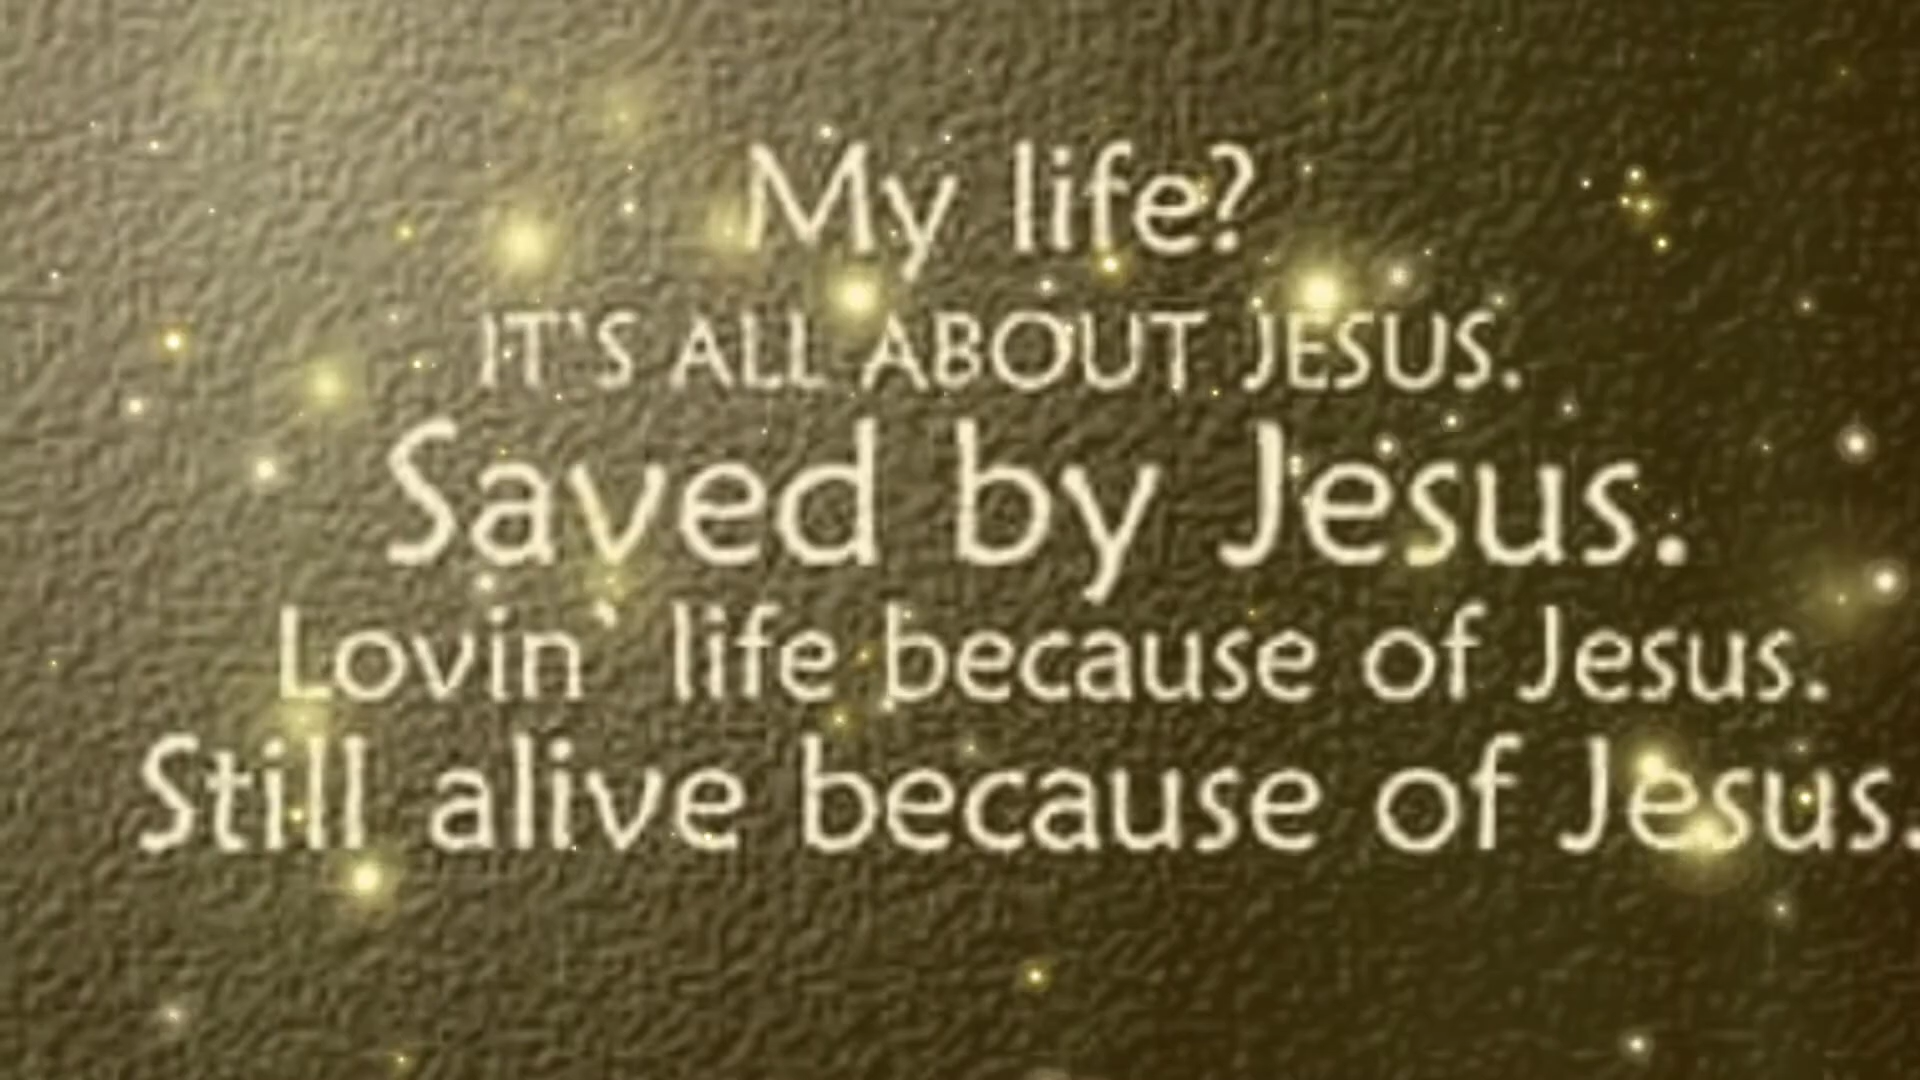 My life?
IT'S ALL ABOUT JESUS.
Saved by Jesus.
Lovin' life because of Jesus.
Still alive because of Jesus.